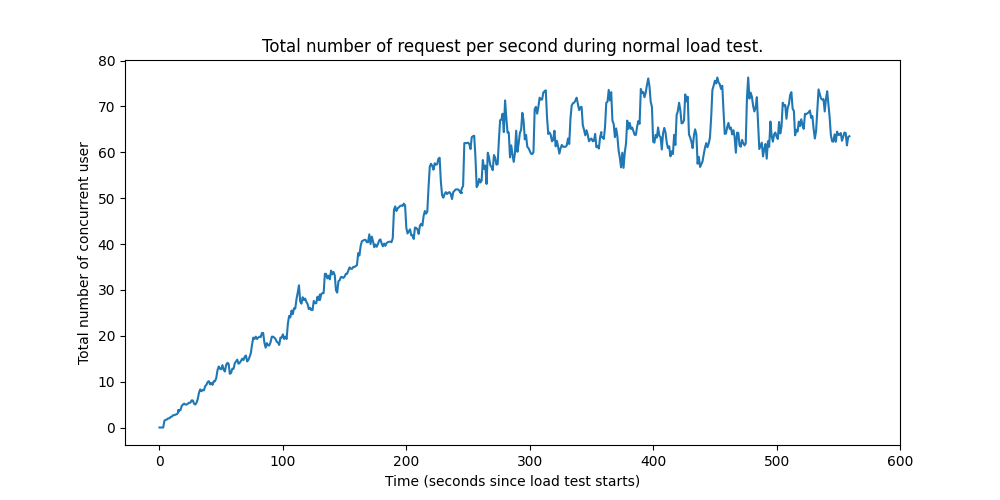 Total number of request per second during normal load test.
80
70
60
50
40
30
20
10
0
Total number of concurrent user
0 100 200 300 400 500 600
Time (seconds since load test starts)